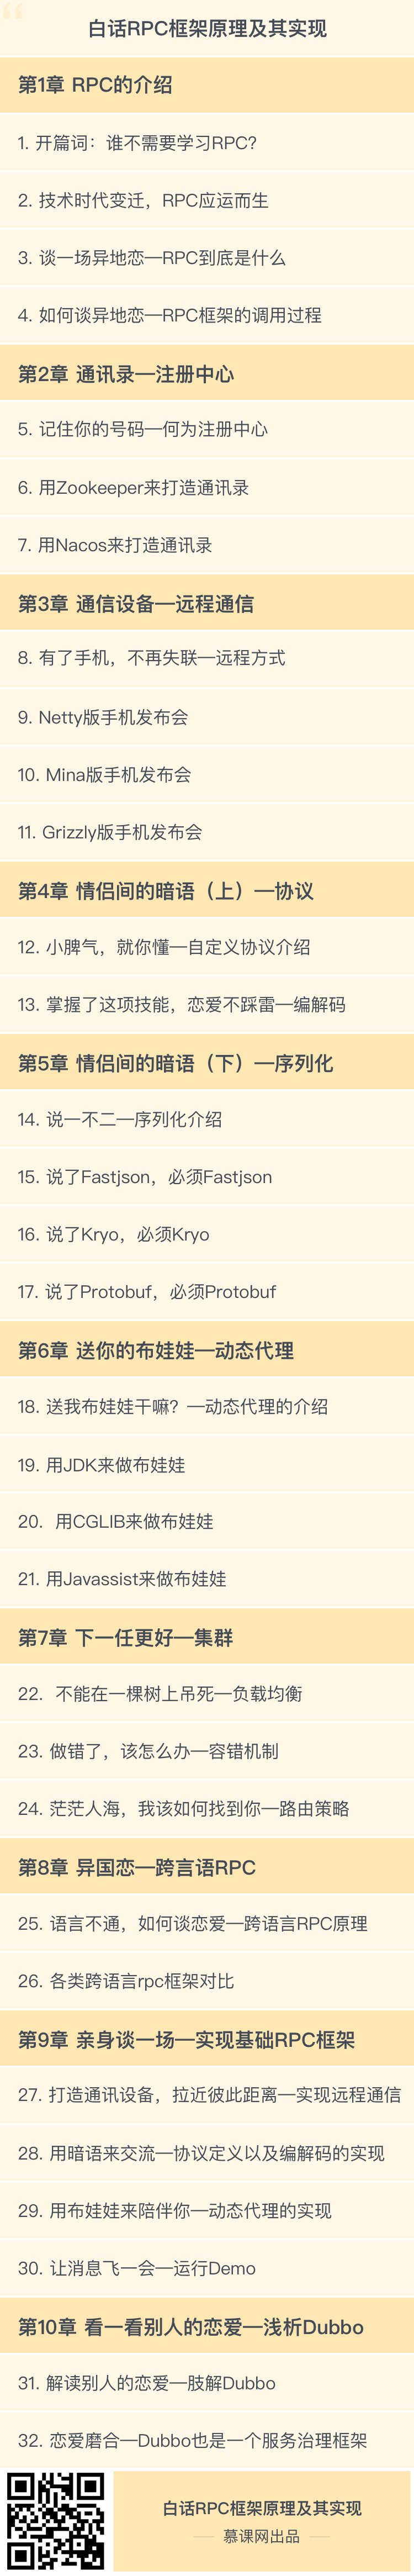 白话RPC框架原理及其实现
第1章 RPC的介绍
1. 开篇词：谁不需要学习RPC?
2. 技术时代变迁，RPC应运而生
3. 谈一场异地恋—RPC到底是什么
4. 如何谈异地恋—RPC框架的调用过程
第2章 通讯录—注册中心
5. 记住你的号码—何为注册中心
6. 用Zookeeper来打造通讯录
7. 用Nacos来打造通讯录
第3章 通信设备—远程通信
8. 有了手机，不再失联—远程方式
9. Netty版手机发布会
10. Mina版手机发布会
11. Grizzly版手机发布会
第4章 情侣间的暗语（上）—协议
12. 小脾气，就你懂—自定义协议介绍
13. 掌握了这项技能，恋爱不踩雷—编解码
第5章 情侣间的暗语（下）—序列化
14. 说一不二—序列化介绍
15. 说了Fastjson，必须Fastjson
16. 说了Kryo，必须Kryo
17. 说了Protobuf，必须Protobuf
第6章 送你的布娃娃—动态代理
18. 送我布娃娃干嘛？—动态代理的介绍
19. 用JDK来做布娃娃
20. 用CGLIB来做布娃娃
21. 用Javassist来做布娃娃
第7章 下一任更好—集群
22. 不能在一棵树上吊死—负载均衡
23. 做错了，该怎么办—容错机制
24. 茫茫人海，我该如何找到你—路由策略
第8章 异国恋—跨言语RPC
25. 语言不通，如何谈恋爱—跨语言RPC原理
26. 各类跨语言rpc框架对比
第9章 亲身谈一场—实现基础RPC框架
27. 打造通讯设备，拉近彼此距离—实现远程通信
28. 用暗语来交流—协议定义以及编解码的实现
29. 用布娃娃来陪伴你—动态代理的实现
30. 让消息飞一会—运行Demo
第10章 看一看别人的恋爱—浅析Dubbo
31. 解读别人的恋爱—肢解Dubbo
32. 恋爱磨合—Dubbo也是一个服务治理框架
白话RPC框架原理及其实现
慕课网出品